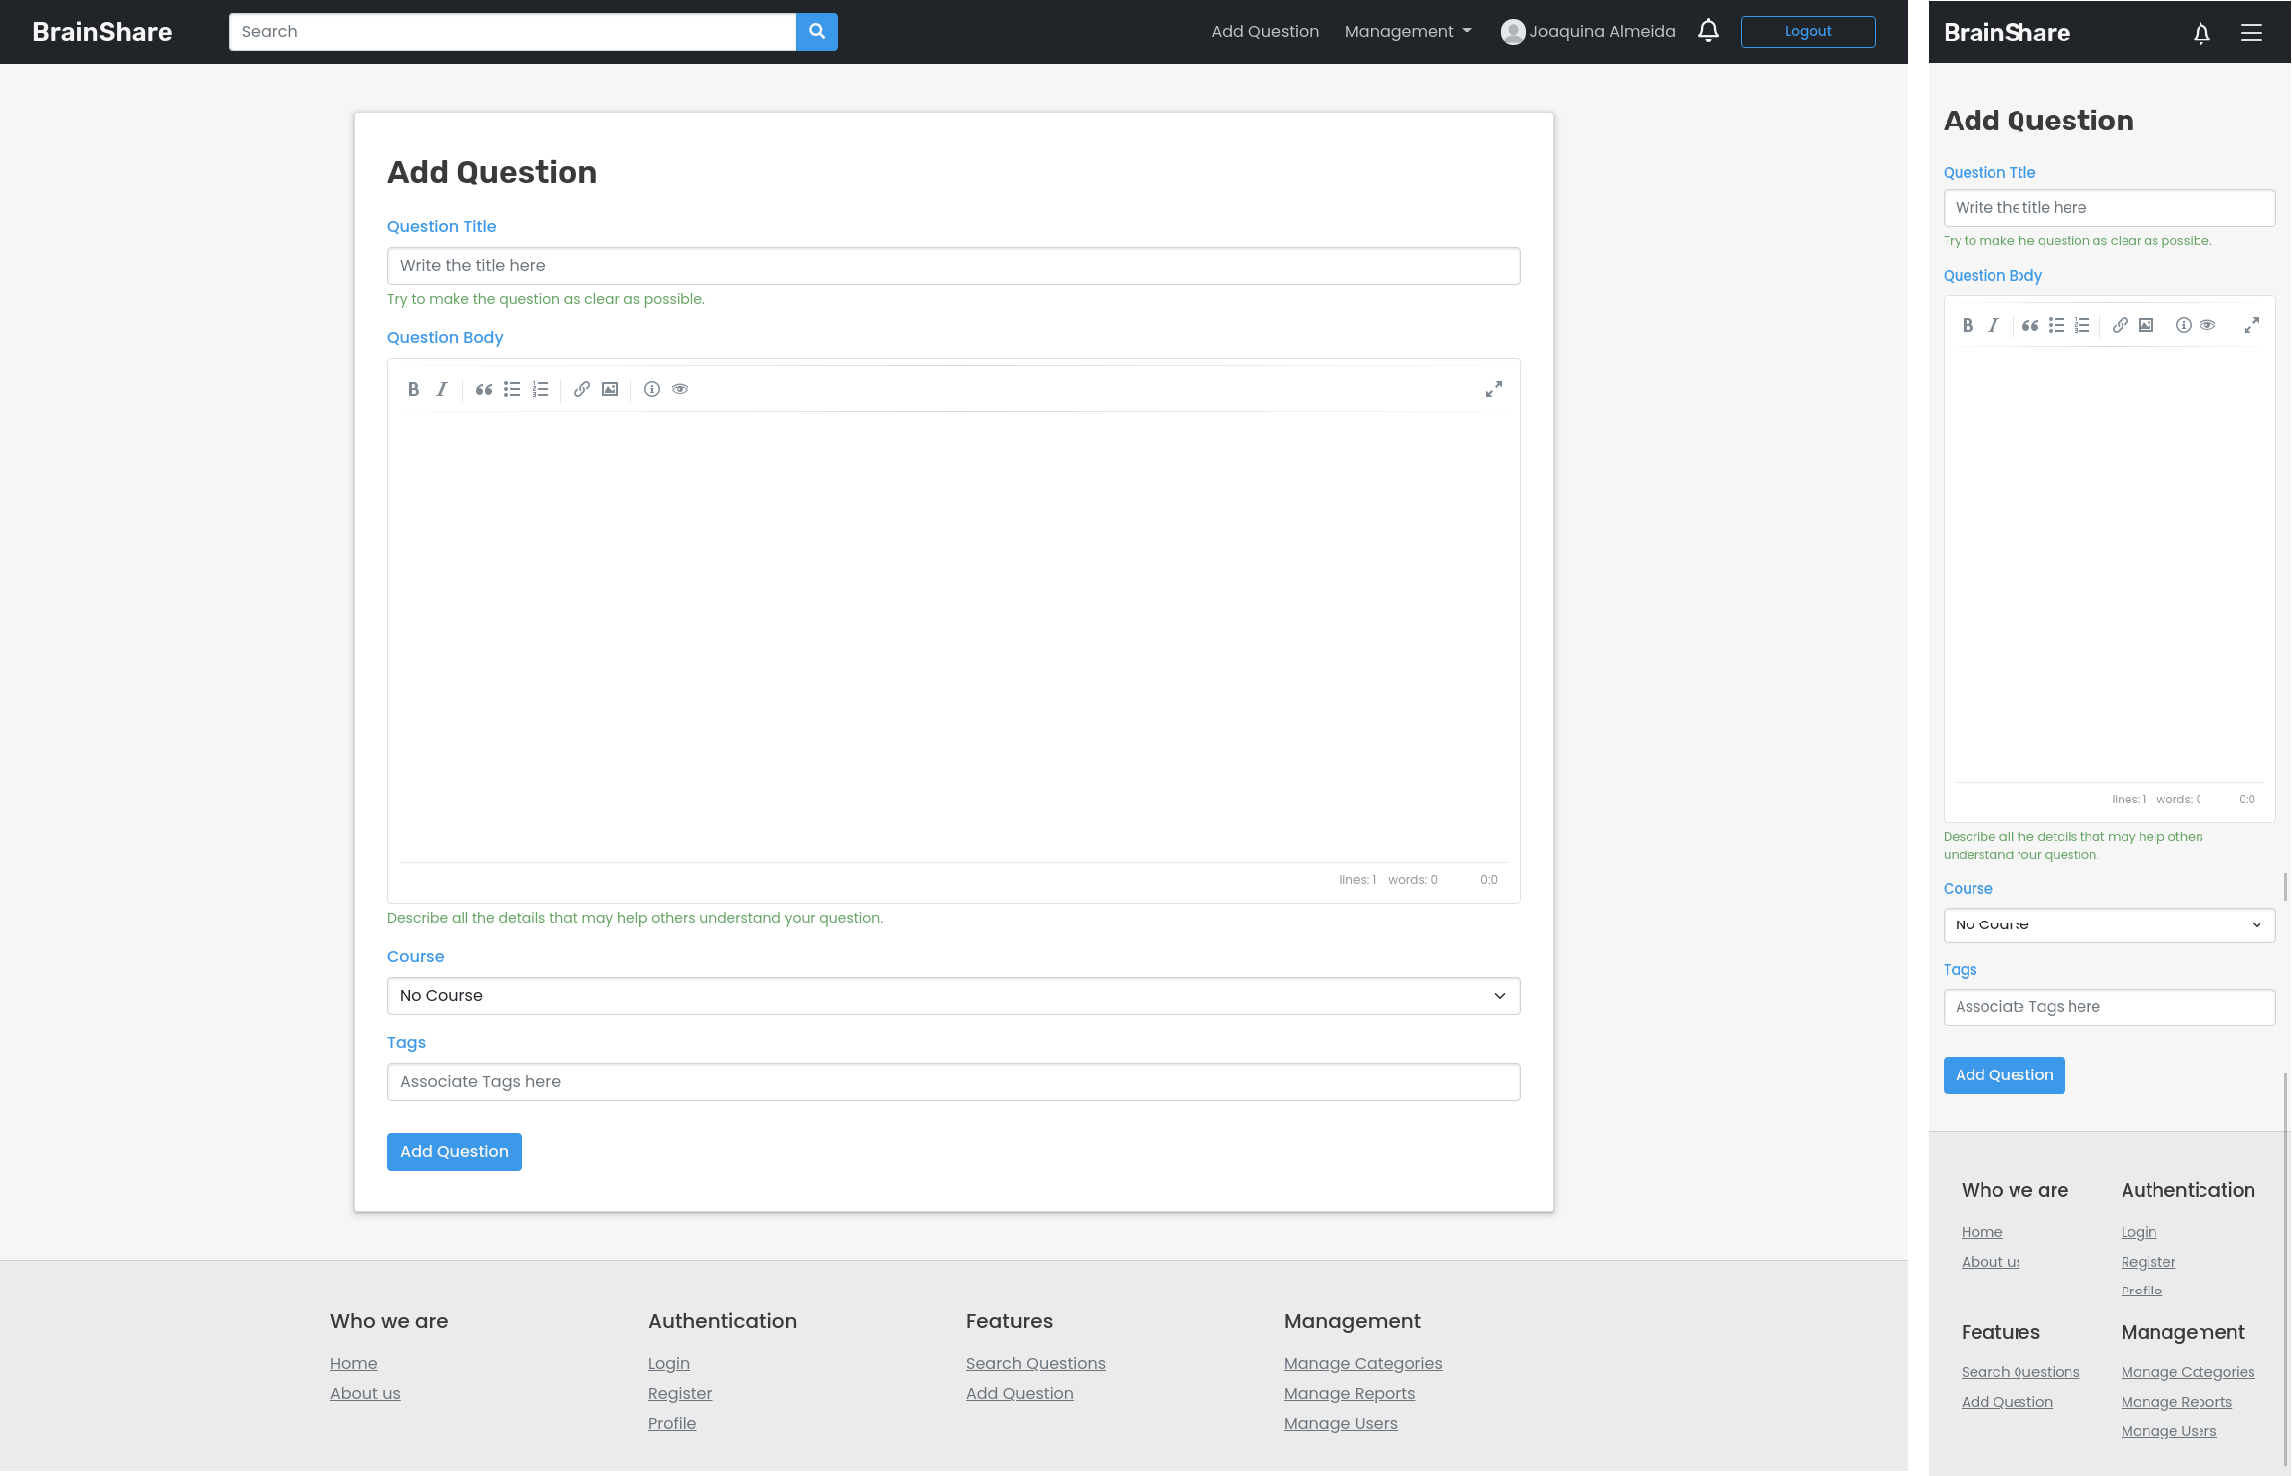 BrainShare
Search
Add Question
Management
Joaquina Almeida
Logout
Add Question
Question Title
Write the title here
Try to make the question as clear as possible.
Question Body
lines: 1 words: 0 0:0
Describe all the details that may help others understand your question.
Course
No Course
Tags
Associate Tags here
Add Question
Who we are
Home
About us
Authentication
Login
Register
Profile
Features
Search Questions
Add Question
Management
Manage Categories
Manage Reports
Manage Users
BrainShare
Add Question
Question Title
Write the title here
Try to make he question as clear as possible.
Question Body
lines: 1 words: 0:0
Describe all he details that may help others
understand your question.
Course
No Course
Tags
Associate Tags here
Add Question
Who we are
Home
About us
Authentication
Login
Register
Profile
Features
Search Questions
Add Question
Management
Manage Categories
Manage Reports
Manage Users